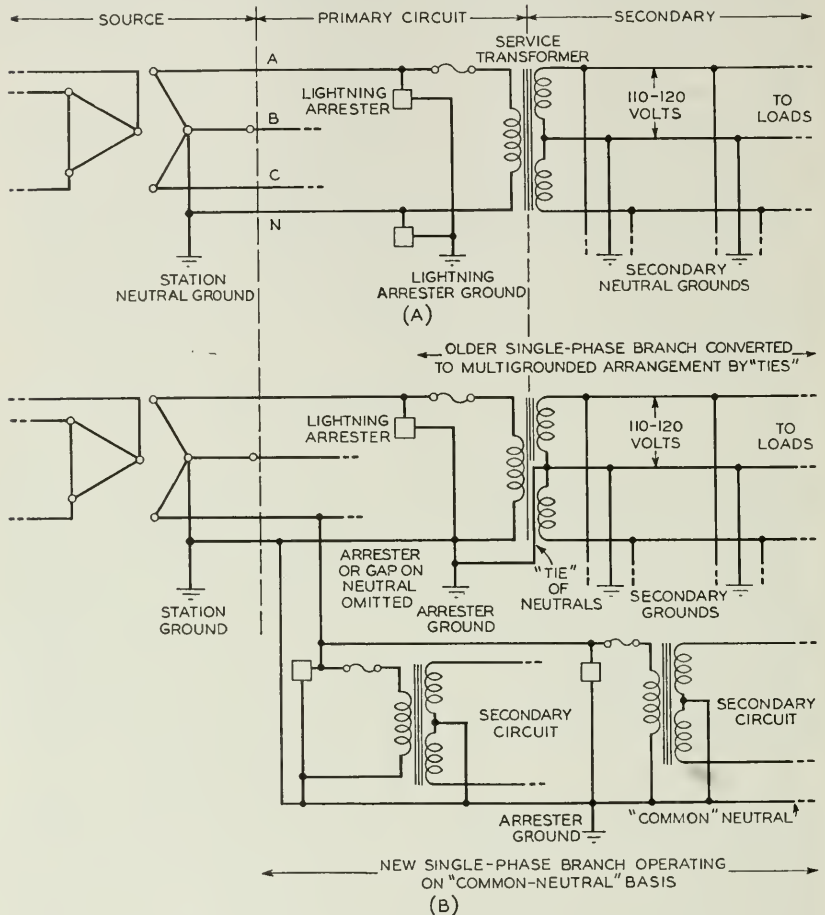 SOURCE
PRIMARY CIRCUIT
SECONDARY
A
SERVICE
TRANSFORMER
LIGHTNING
ARRESTER
110-120
VOLTS
TO
LOADS
B
C
N
STATION
NEUTRAL GROUND
LIGHTNING
ARRESTER GROUND
SECONDARY
NEUTRAL GROUNDS
(A)
OLDER SINGLE-PHASE BRANCH CONVERTED
TO MULTIGROUNDED ARRANGEMENT BY "TIES"
LIGHTNING
ARRESTER
110-120
VOLTS
TO
LOADS
ARRESTER
OR GAP ON
NEUTRAL
OMITTED
STATION
GROUND
ARRESTER
GROUND
"TIE"
OF
NEUTRALS
SECONDARY
GROUNDS
SECONDARY
CIRCUIT
SECONDARY
CIRCUIT
ARRESTER
GROUND
"COMMON" NEUTRAL
NEW SINGLE-PHASE BRANCH OPERATING
ON "COMMON-NEUTRAL" BASIS
(B)